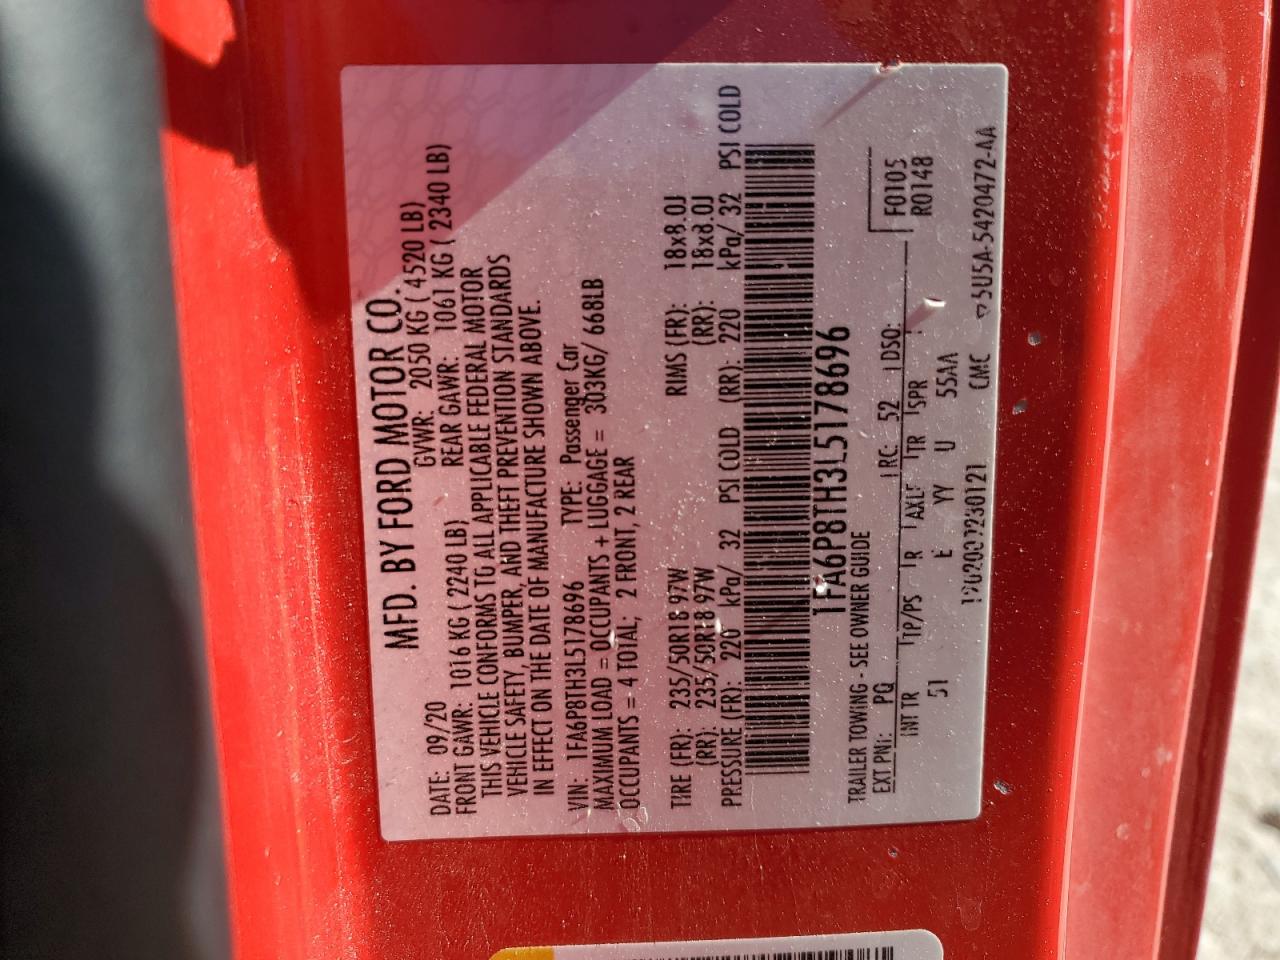 MFD. BY FORD MOTOR CO.
DATE: 09/20 GVWR: 2050 KG ( 4520 LB)
FRONT GAWR: 1016 KG ( 2240 LB) REAR GAWR: 1061 KG ( 2340 LB)
THIS VEHICLE CONFORMS TO ALL APPLICABLE FEDERAL MOTOR
VEHICLE SAFETY, BUMPER, AND THEFT PREVENTION STANDARDS
IN EFFECT ON THE DATE OF MANUFACTURE SHOWN ABOVE.
VIN: 1FA6P8TH3L5178696 TYPE: Passenger Car
MAXIMUM LOAD = OCCUPANTS + LUGGAGE = 303KG/ 668LB
OCCUPANTS = 4 TOTAL; 2 FRONT, 2 REAR
TIRE (FR): 235/50R18 97W RIMS (FR): 18x8.0J
(RR): 235/50R18 97W (RR): 18x8.0J
PRESSURE (FR): 220 kPa/ 32 PSI COLD (RR): 220 kPa/ 32 PSI COLD
1FA6P8TH3L5178696
TRAILER TOWING - SEE OWNER GUIDE
EXT PNT: PQ RC: 52 DSO: F0105
INT TR TP/PS R AXLE TR SPR R0148
51 E YY U 55AA
CMC ▽5U5A-5420472-AA